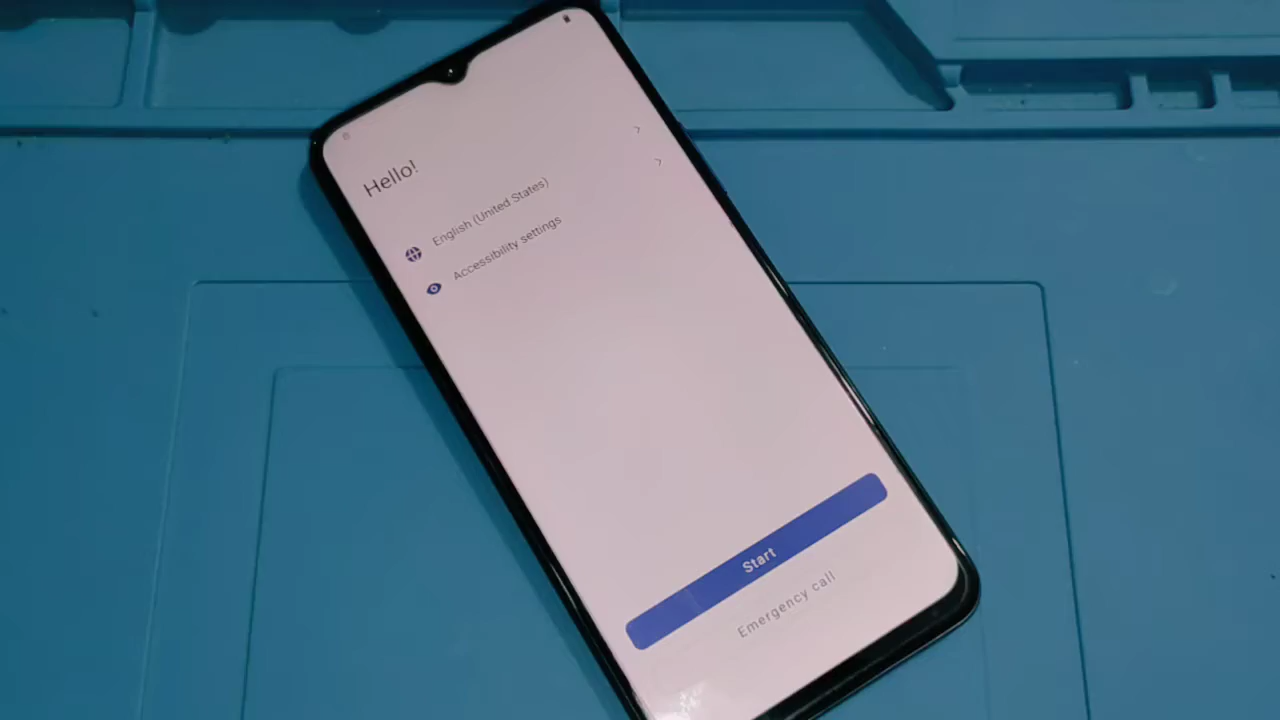 Hello!
English (United States)
Accessibility settings
Start
Emergency call